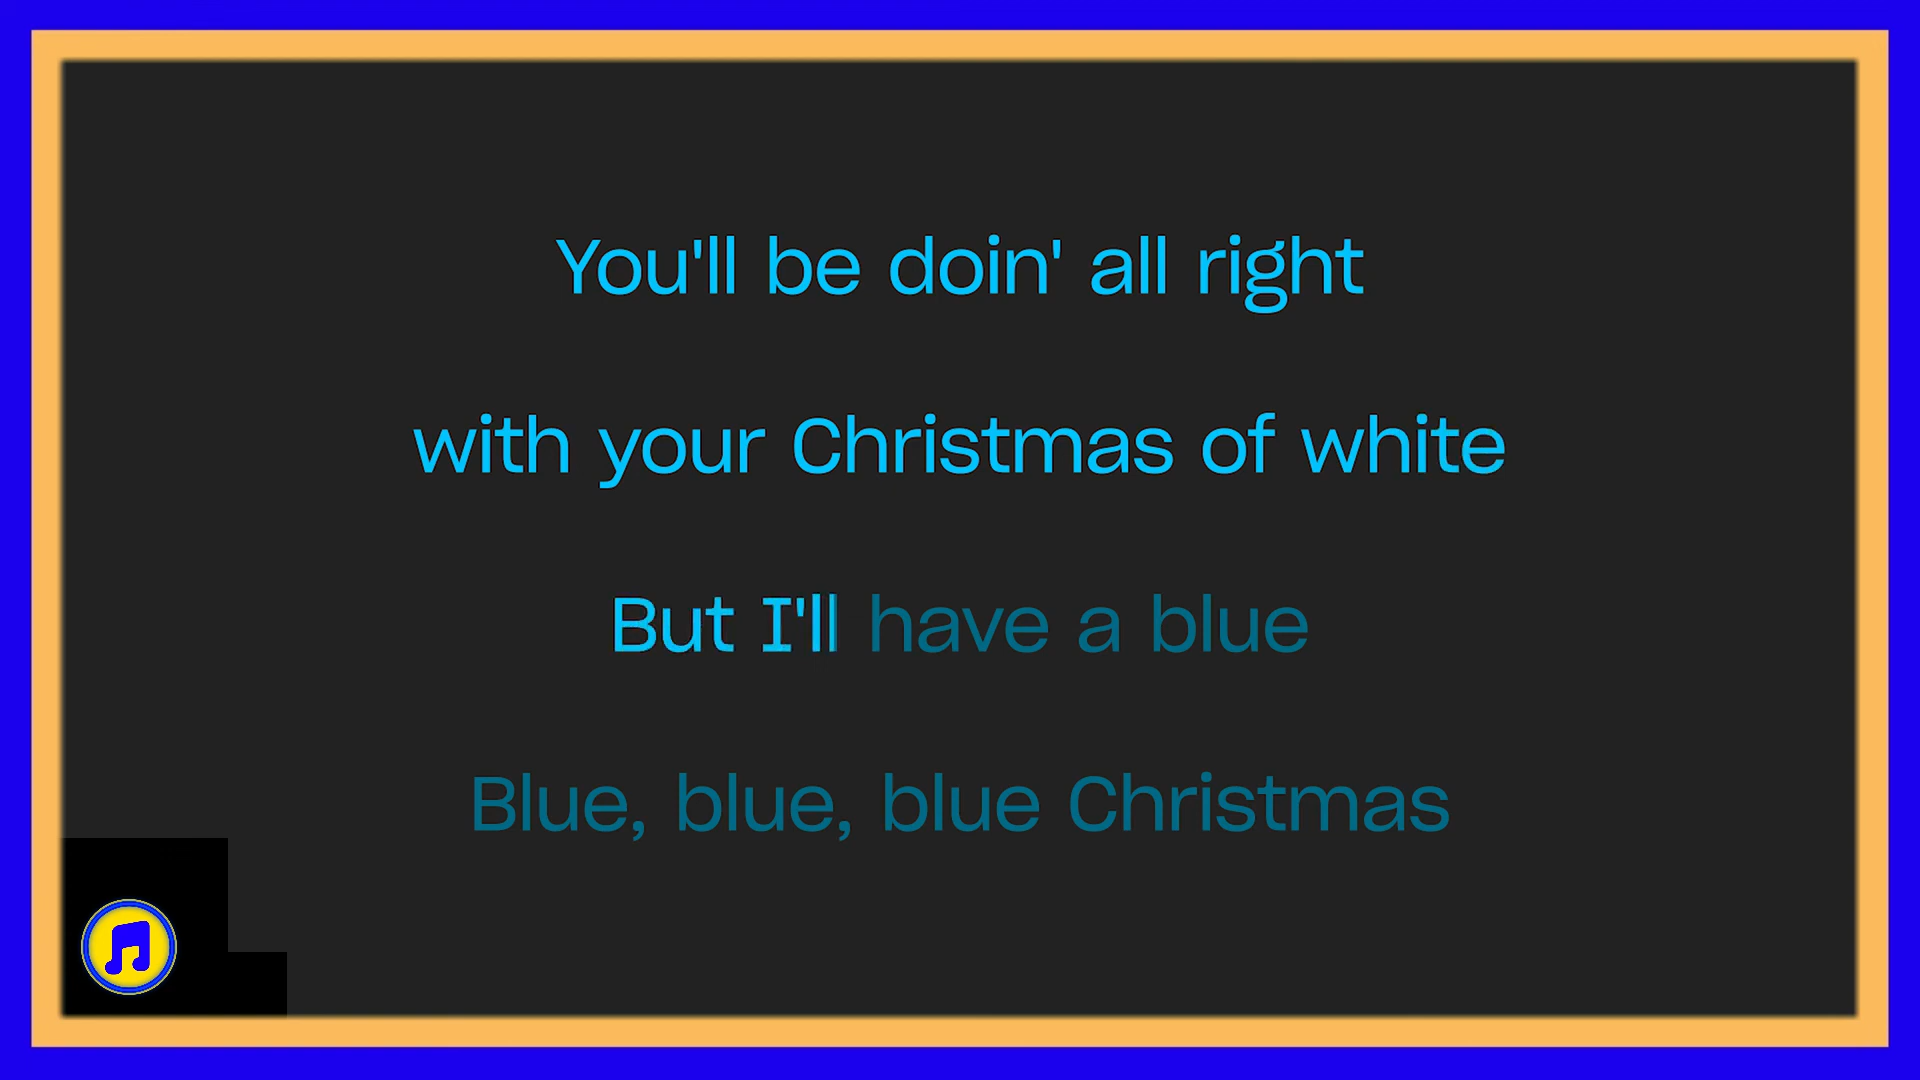 You'll be doin' all right
with your Christmas of white
But I'll have a blue
Blue, blue, blue Christmas